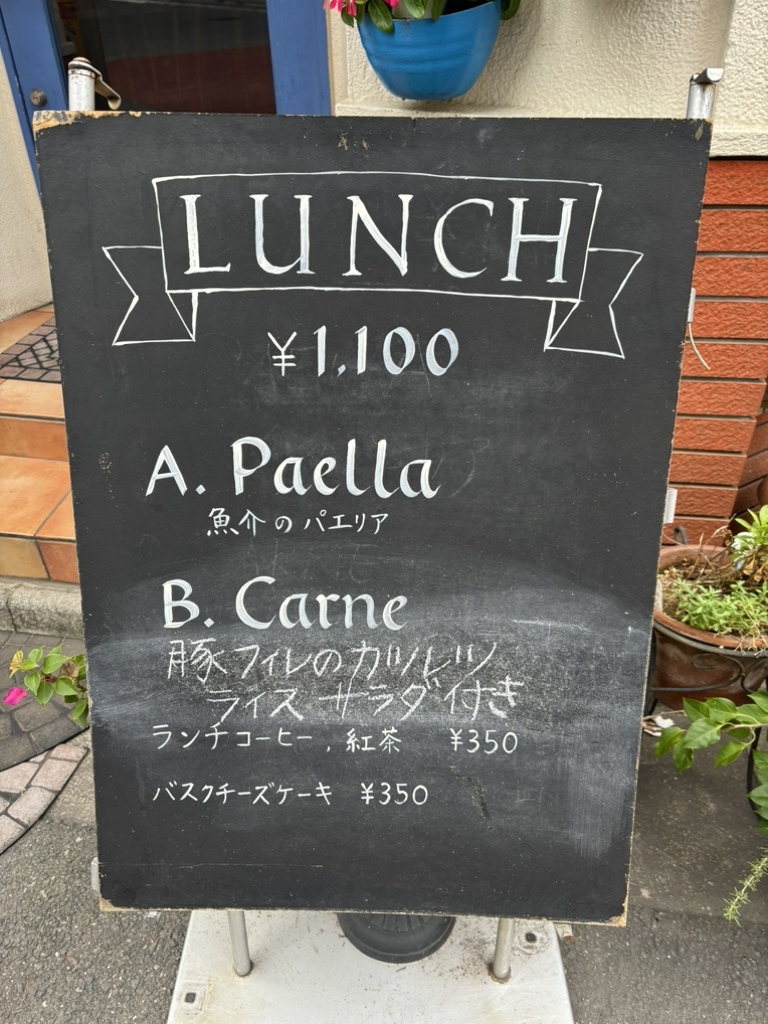 LUNCH
¥1,100
A. Paella
魚介のパエリア
B. Carne
豚フィレのカツレツ
ライス サラダ付き
ランチコーヒー, 紅茶 ¥350
バスクチーズケーキ ¥350